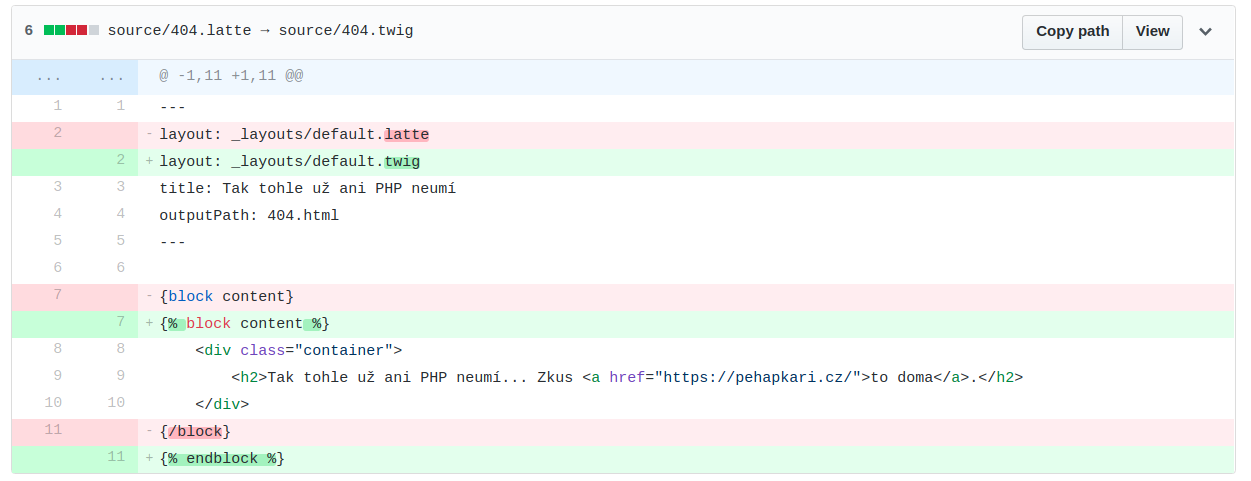 6 source/404.latte → source/404.twig Copy path View
... ... @ -1,11 +1,11 @@
1 1 ---
2 - layout: _layouts/default.latte
2 + layout: _layouts/default.twig
3 3 title: Tak tohle už ani PHP neumí
4 4 outputPath: 404.html
5 5 ---
6 6
7 - {block content}
7 + {% block content %}
8 8 <div class="container">
9 9 <h2>Tak tohle už ani PHP neumí... Zkus <a href="https://pehapkari.cz/">to doma</a>.</h2>
10 10 </div>
11 - {/block}
11 + {% endblock %}